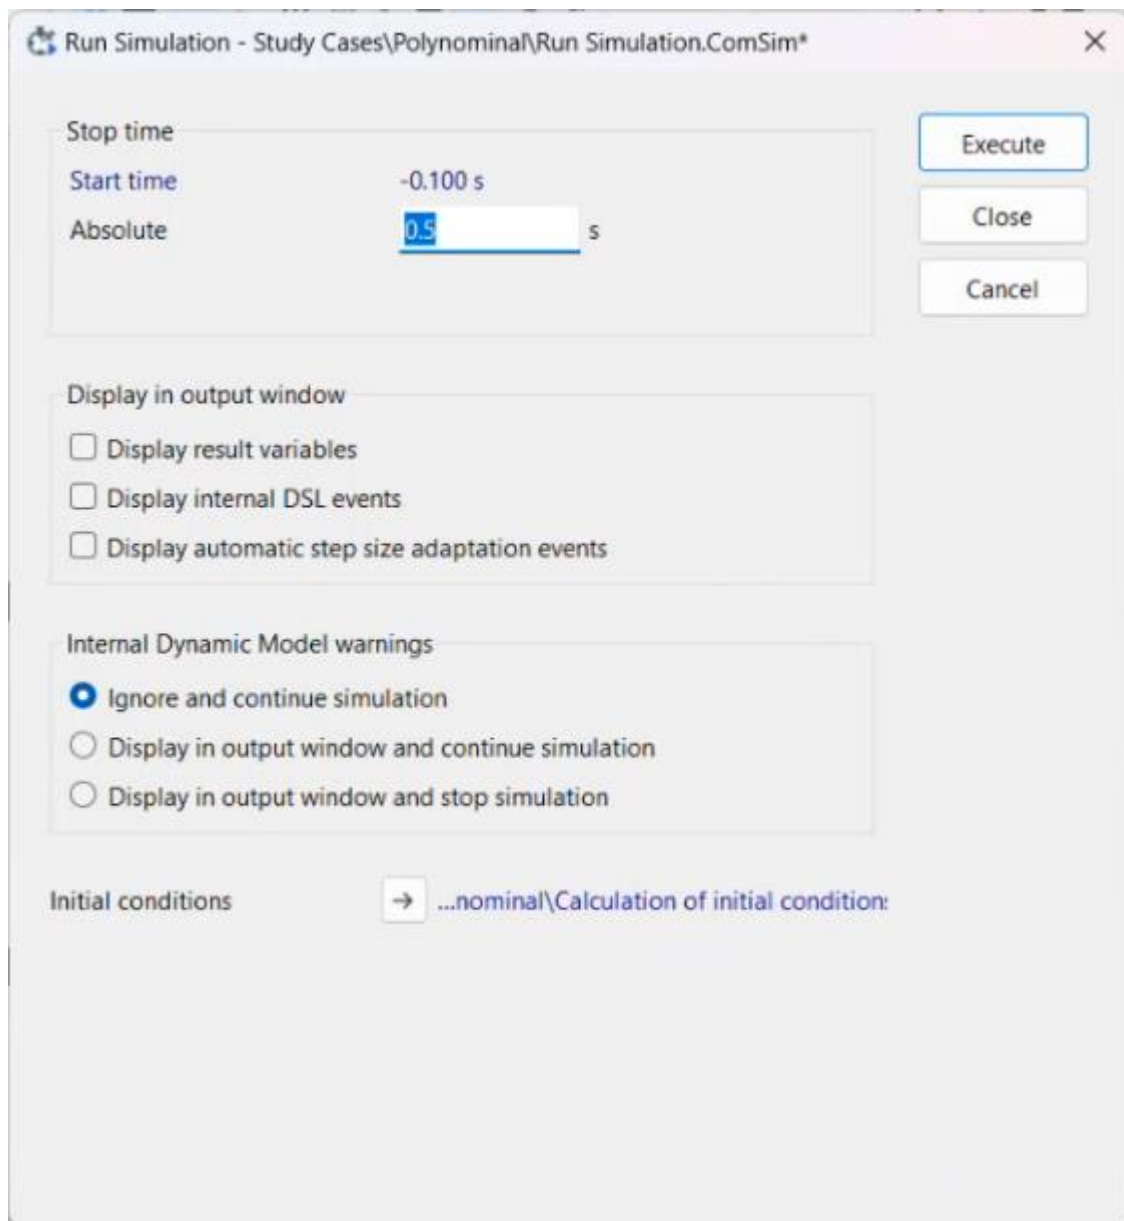 Run Simulation - Study Cases\Polynominal\Run Simulation.ComSim*
Stop time
Start time -0.100 s
Absolute 0.5 s
Execute
Close
Cancel
Display in output window
Display result variables
Display internal DSL events
Display automatic step size adaptation events
Internal Dynamic Model warnings
Ignore and continue simulation
Display in output window and continue simulation
Display in output window and stop simulation
Initial conditions → ...nominal\Calculation of initial condition